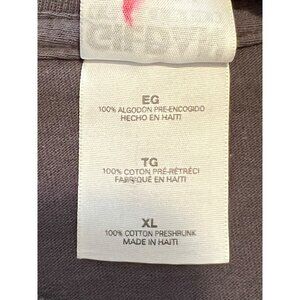 EG
100% ALGODON PRE-ENCOGIDO
HECHO EN HAITI
TG
100% COTON PRÉ-RÉTRÉCI
FABRIQUÉ EN HAITI
XL
100% COTTON PRESHRUNK
MADE IN HAITI